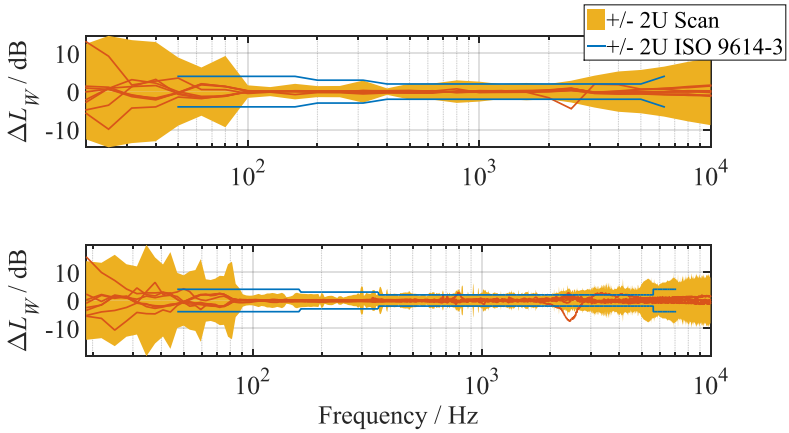 +/- 2U Scan
+/- 2U ISO 9614-3
ΔL_W / dB
10
0
-10
10^2
10^3
10^4
ΔL_W / dB
10
0
-10
10^2
10^3
10^4
Frequency / Hz